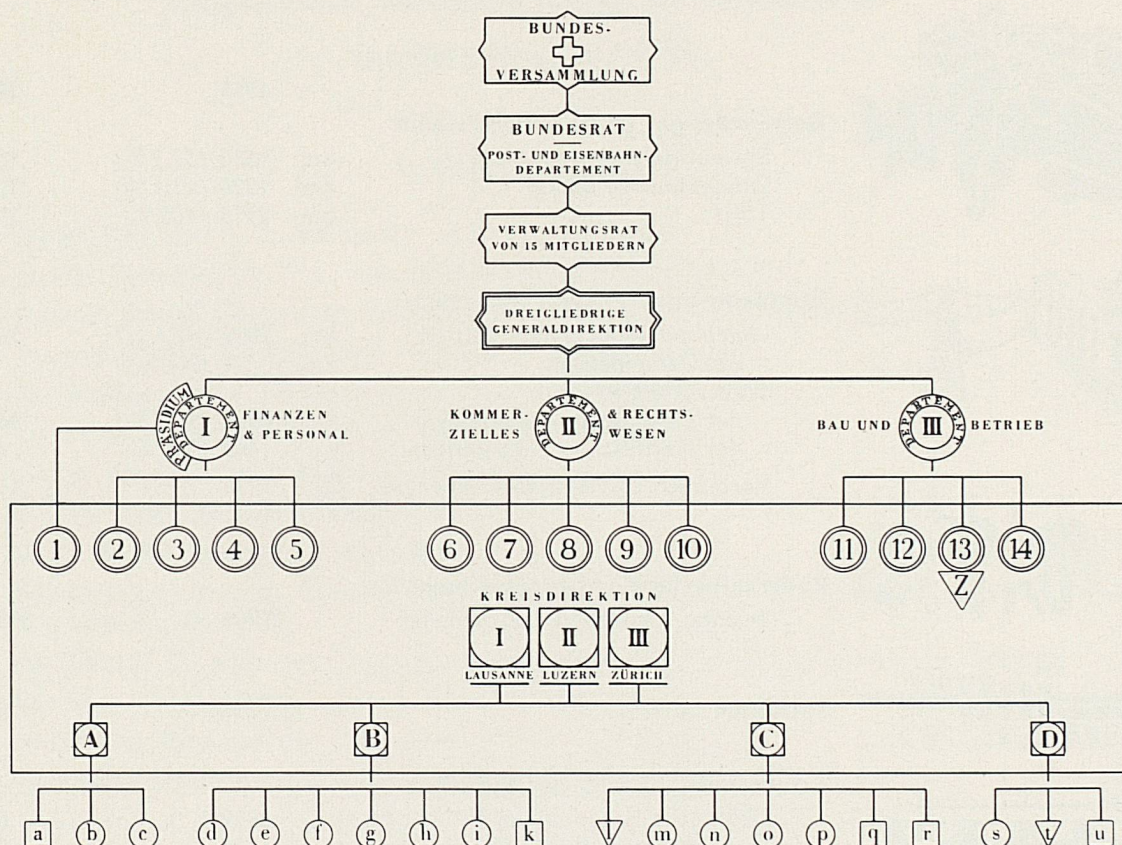 BUNDES-
VERSAMMLUNG
BUNDESRAT
POST- UND EISENBAHN-
DEPARTEMENT
VERWALTUNGSRAT
VON 15 MITGLIEDERN
DREIGLIEDRIGE
GENERALDIREKTION
PRÄSIDIUM
DEPARTEMENT
I
FINANZEN
& PERSONAL
KOMMER-
ZIELLES
DEPARTEMENT
II
& RECHTS-
WESEN
BAU UND
DEPARTEMENT
III
BETRIEB
1 2 3 4 5 6 7 8 9 10 11 12 13 14
Z
KREISDIREKTION
I II III
LAUSANNE LUZERN ZÜRICH
A B C D
a b c d e f g h i k l m n o p q r s t u